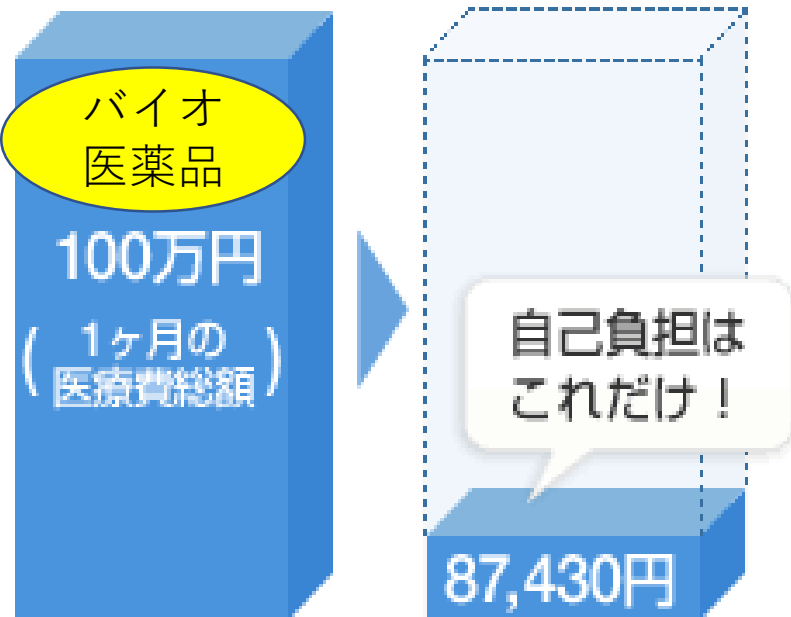 バイオ
医薬品
100万円
(1ヶ月の
医療費総額)
自己負担は
これだけ！
87,430円